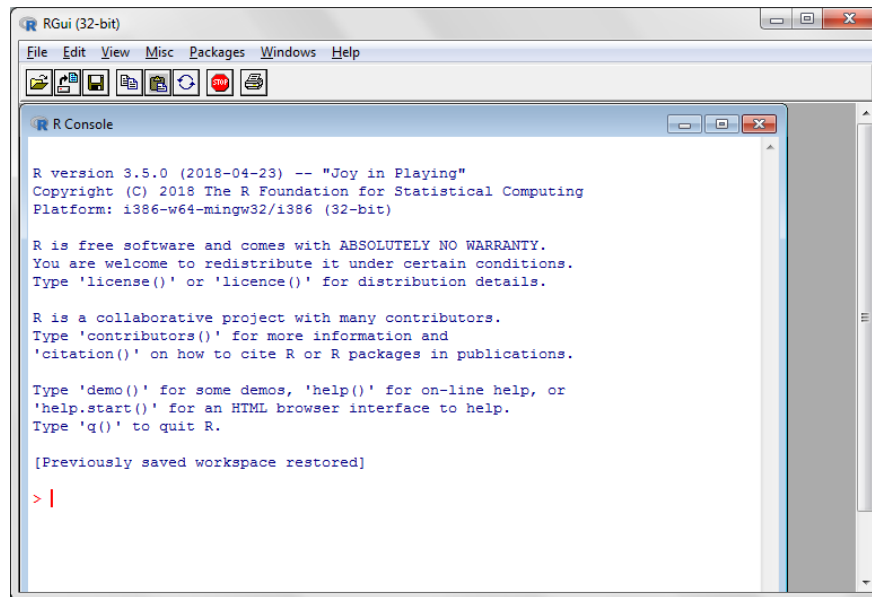 RGui (32-bit)
File Edit View Misc Packages Windows Help
STOP
R Console
R version 3.5.0 (2018-04-23) -- "Joy in Playing"
Copyright (C) 2018 The R Foundation for Statistical Computing
Platform: i386-w64-mingw32/i386 (32-bit)
R is free software and comes with ABSOLUTELY NO WARRANTY.
You are welcome to redistribute it under certain conditions.
Type 'license()' or 'licence()' for distribution details.
R is a collaborative project with many contributors.
Type 'contributors()' for more information and
'citation()' on how to cite R or R packages in publications.
Type 'demo()' for some demos, 'help()' for on-line help, or
'help.start()' for an HTML browser interface to help.
Type 'q()' to quit R.
[Previously saved workspace restored]
>